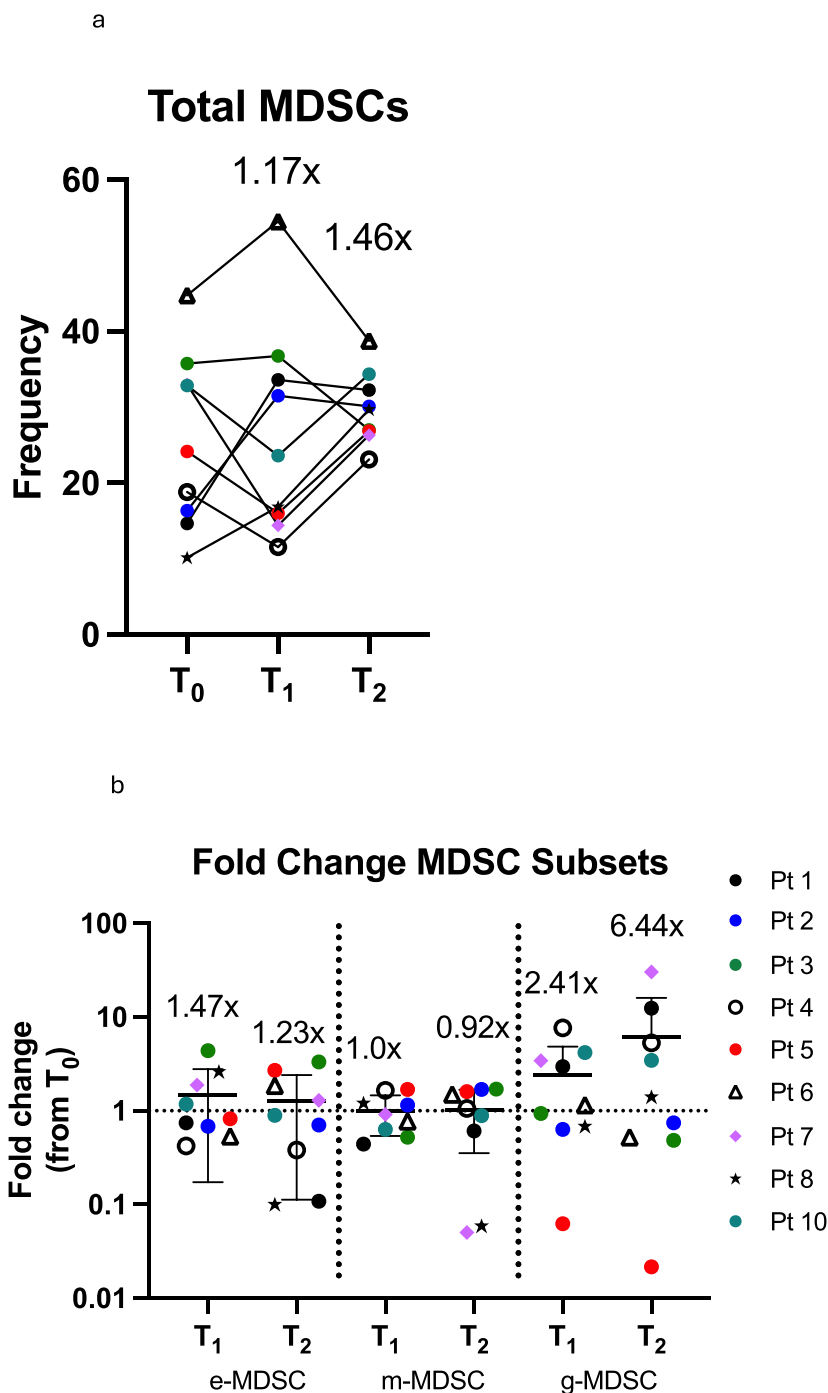 a
Total MDSCs
1.17x
1.46x
60
40
20
0
Frequency
T0 T1 T2
b
Fold Change MDSC Subsets
100
10
1
0.1
0.01
Fold change
(from T0)
1.47x
1.23x
1.0x
0.92x
2.41x
6.44x
T1 T2 T1 T2 T1 T2
e-MDSC m-MDSC g-MDSC
Pt 1
Pt 2
Pt 3
Pt 4
Pt 5
Pt 6
Pt 7
Pt 8
Pt 10